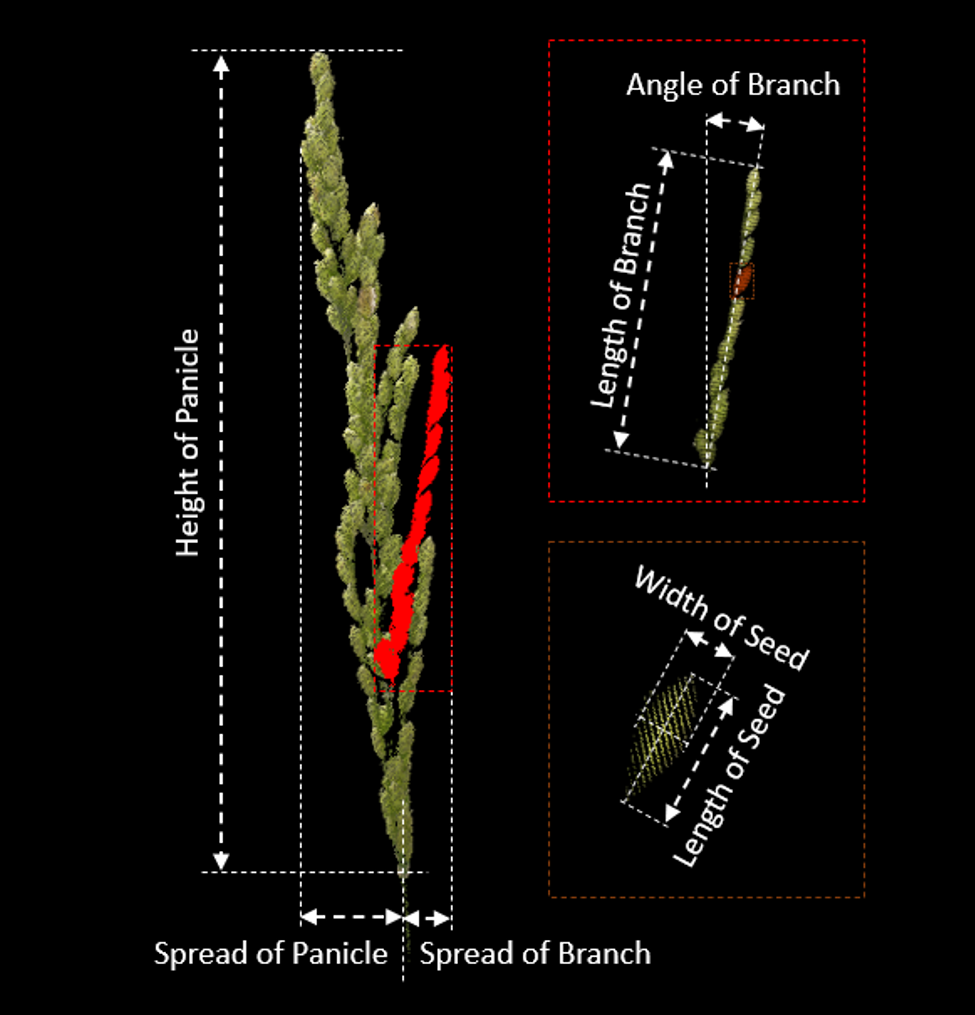 Angle of Branch
Length of Branch
Height of Panicle
Width of Seed
Length of Seed
Spread of Panicle
Spread of Branch